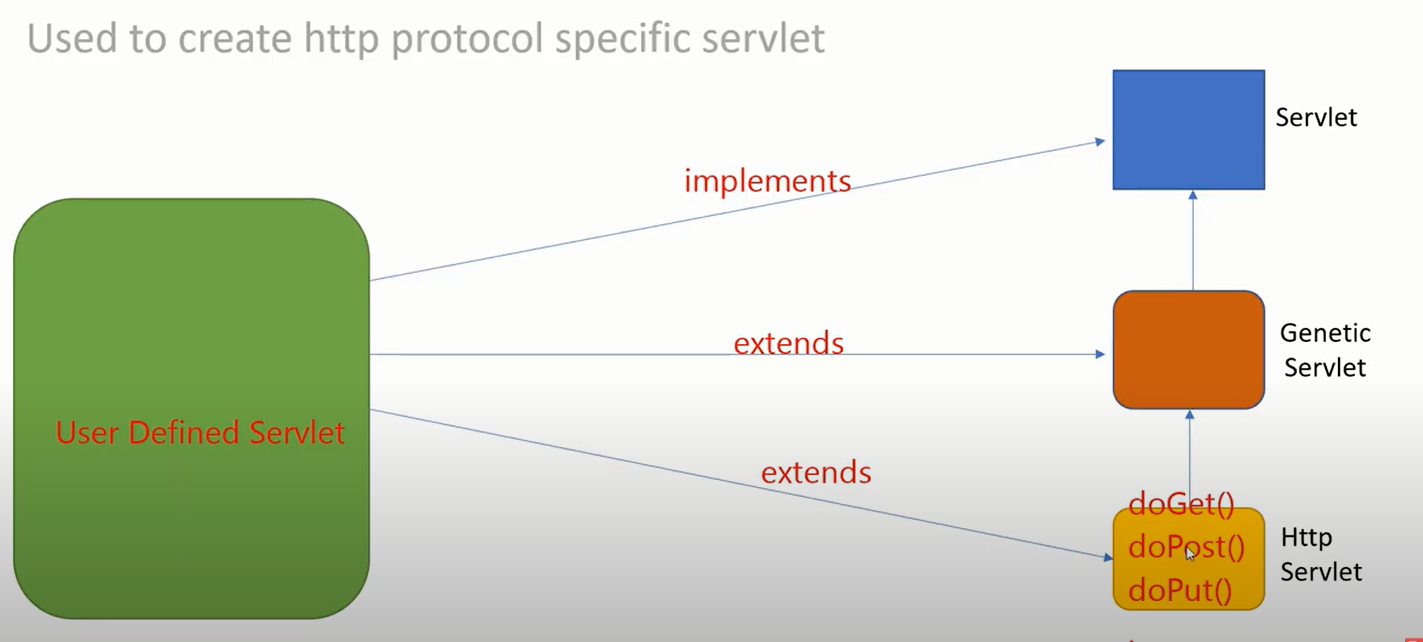 Used to create http protocol specific servlet
Servlet
implements
Genetic
Servlet
extends
User Defined Servlet
extends
doGet()
doPost()
doPut()
Http
Servlet